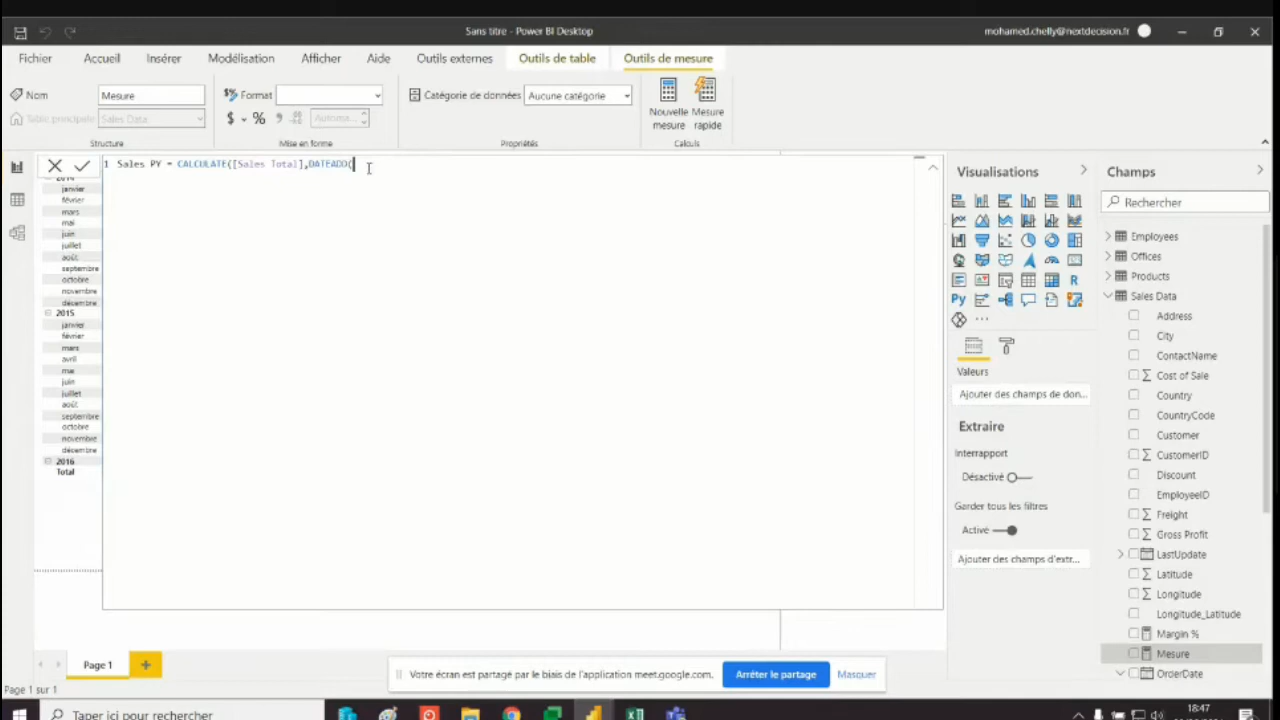 Sans titre - Power BI Desktop
mohamed.chelly@nextdecision.fr
Fichier Accueil Insérer Modélisation Afficher Aide Outils externes Outils de table Outils de mesure
Nom Mesure
Format
Catégorie de données Aucune catégorie
Table principale Sales Data
$ % Automa...
Nouvelle mesure
Mesure rapide
Structure Mise en forme Propriétés Calculs
1 Sales PY = CALCULATE([Sales Total],DATEADD(
2014
janvier
février
mars
mai
juin
juillet
août
septembre
octobre
novembre
décembre
2015
janvier
février
mars
avril
mai
juin
juillet
août
septembre
octobre
novembre
décembre
2016
Total
Visualisations
R
Py
Valeurs
Ajouter des champs de don...
Extraire
Interrapport
Désactivé
Garder tous les filtres
Activé
Ajouter des champs d'extr...
Champs
Rechercher
Employees
Offices
Products
Sales Data
Address
City
ContactName
Cost of Sale
Country
CountryCode
Customer
CustomerID
Discount
EmployeeID
Freight
Gross Profit
LastUpdate
Latitude
Longitude
Longitude_Latitude
Margin %
Mesure
OrderDate
Page 1
Votre écran est partagé par le biais de l'application meet.google.com.
Arrêter le partage
Masquer
Page 1 sur 1
Taper ici pour rechercher
18:47